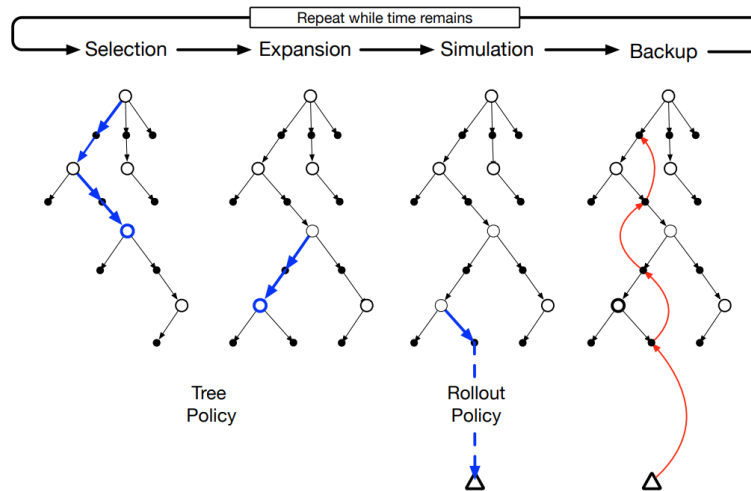 Repeat while time remains
Selection
Expansion
Simulation
Backup
Tree
Policy
Rollout
Policy